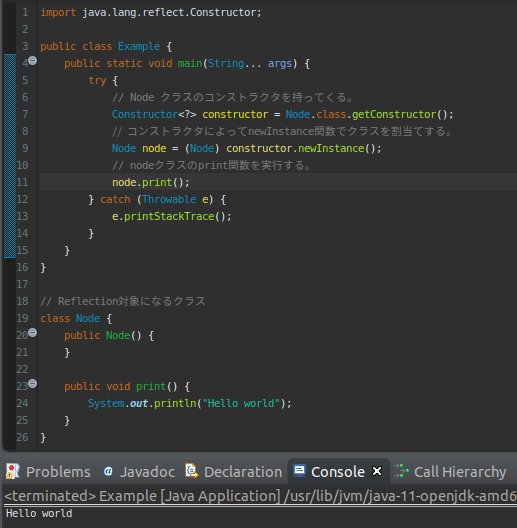 1 import java.lang.reflect.Constructor;
2
3 public class Example {
4 public static void main(String... args) {
5 try {
6 // Node クラスのコンストラクタを持ってくる。
7 Constructor<?> constructor = Node.class.getConstructor();
8 // コンストラクタによってnewInstance関数でクラスを割当てする。
9 Node node = (Node) constructor.newInstance();
10 // nodeクラスのprint関数を実行する。
11 node.print();
12 } catch (Throwable e) {
13 e.printStackTrace();
14 }
15 }
16 }
17
18 // Reflection対象になるクラス
19 class Node {
20 public Node() {
21 }
22
23 public void print() {
24 System.out.println("Hello world");
25 }
26 }
Problems Javadoc Declaration Console Call Hierarchy
<terminated> Example [Java Application] /usr/lib/jvm/java-11-openjdk-amd6
Hello world